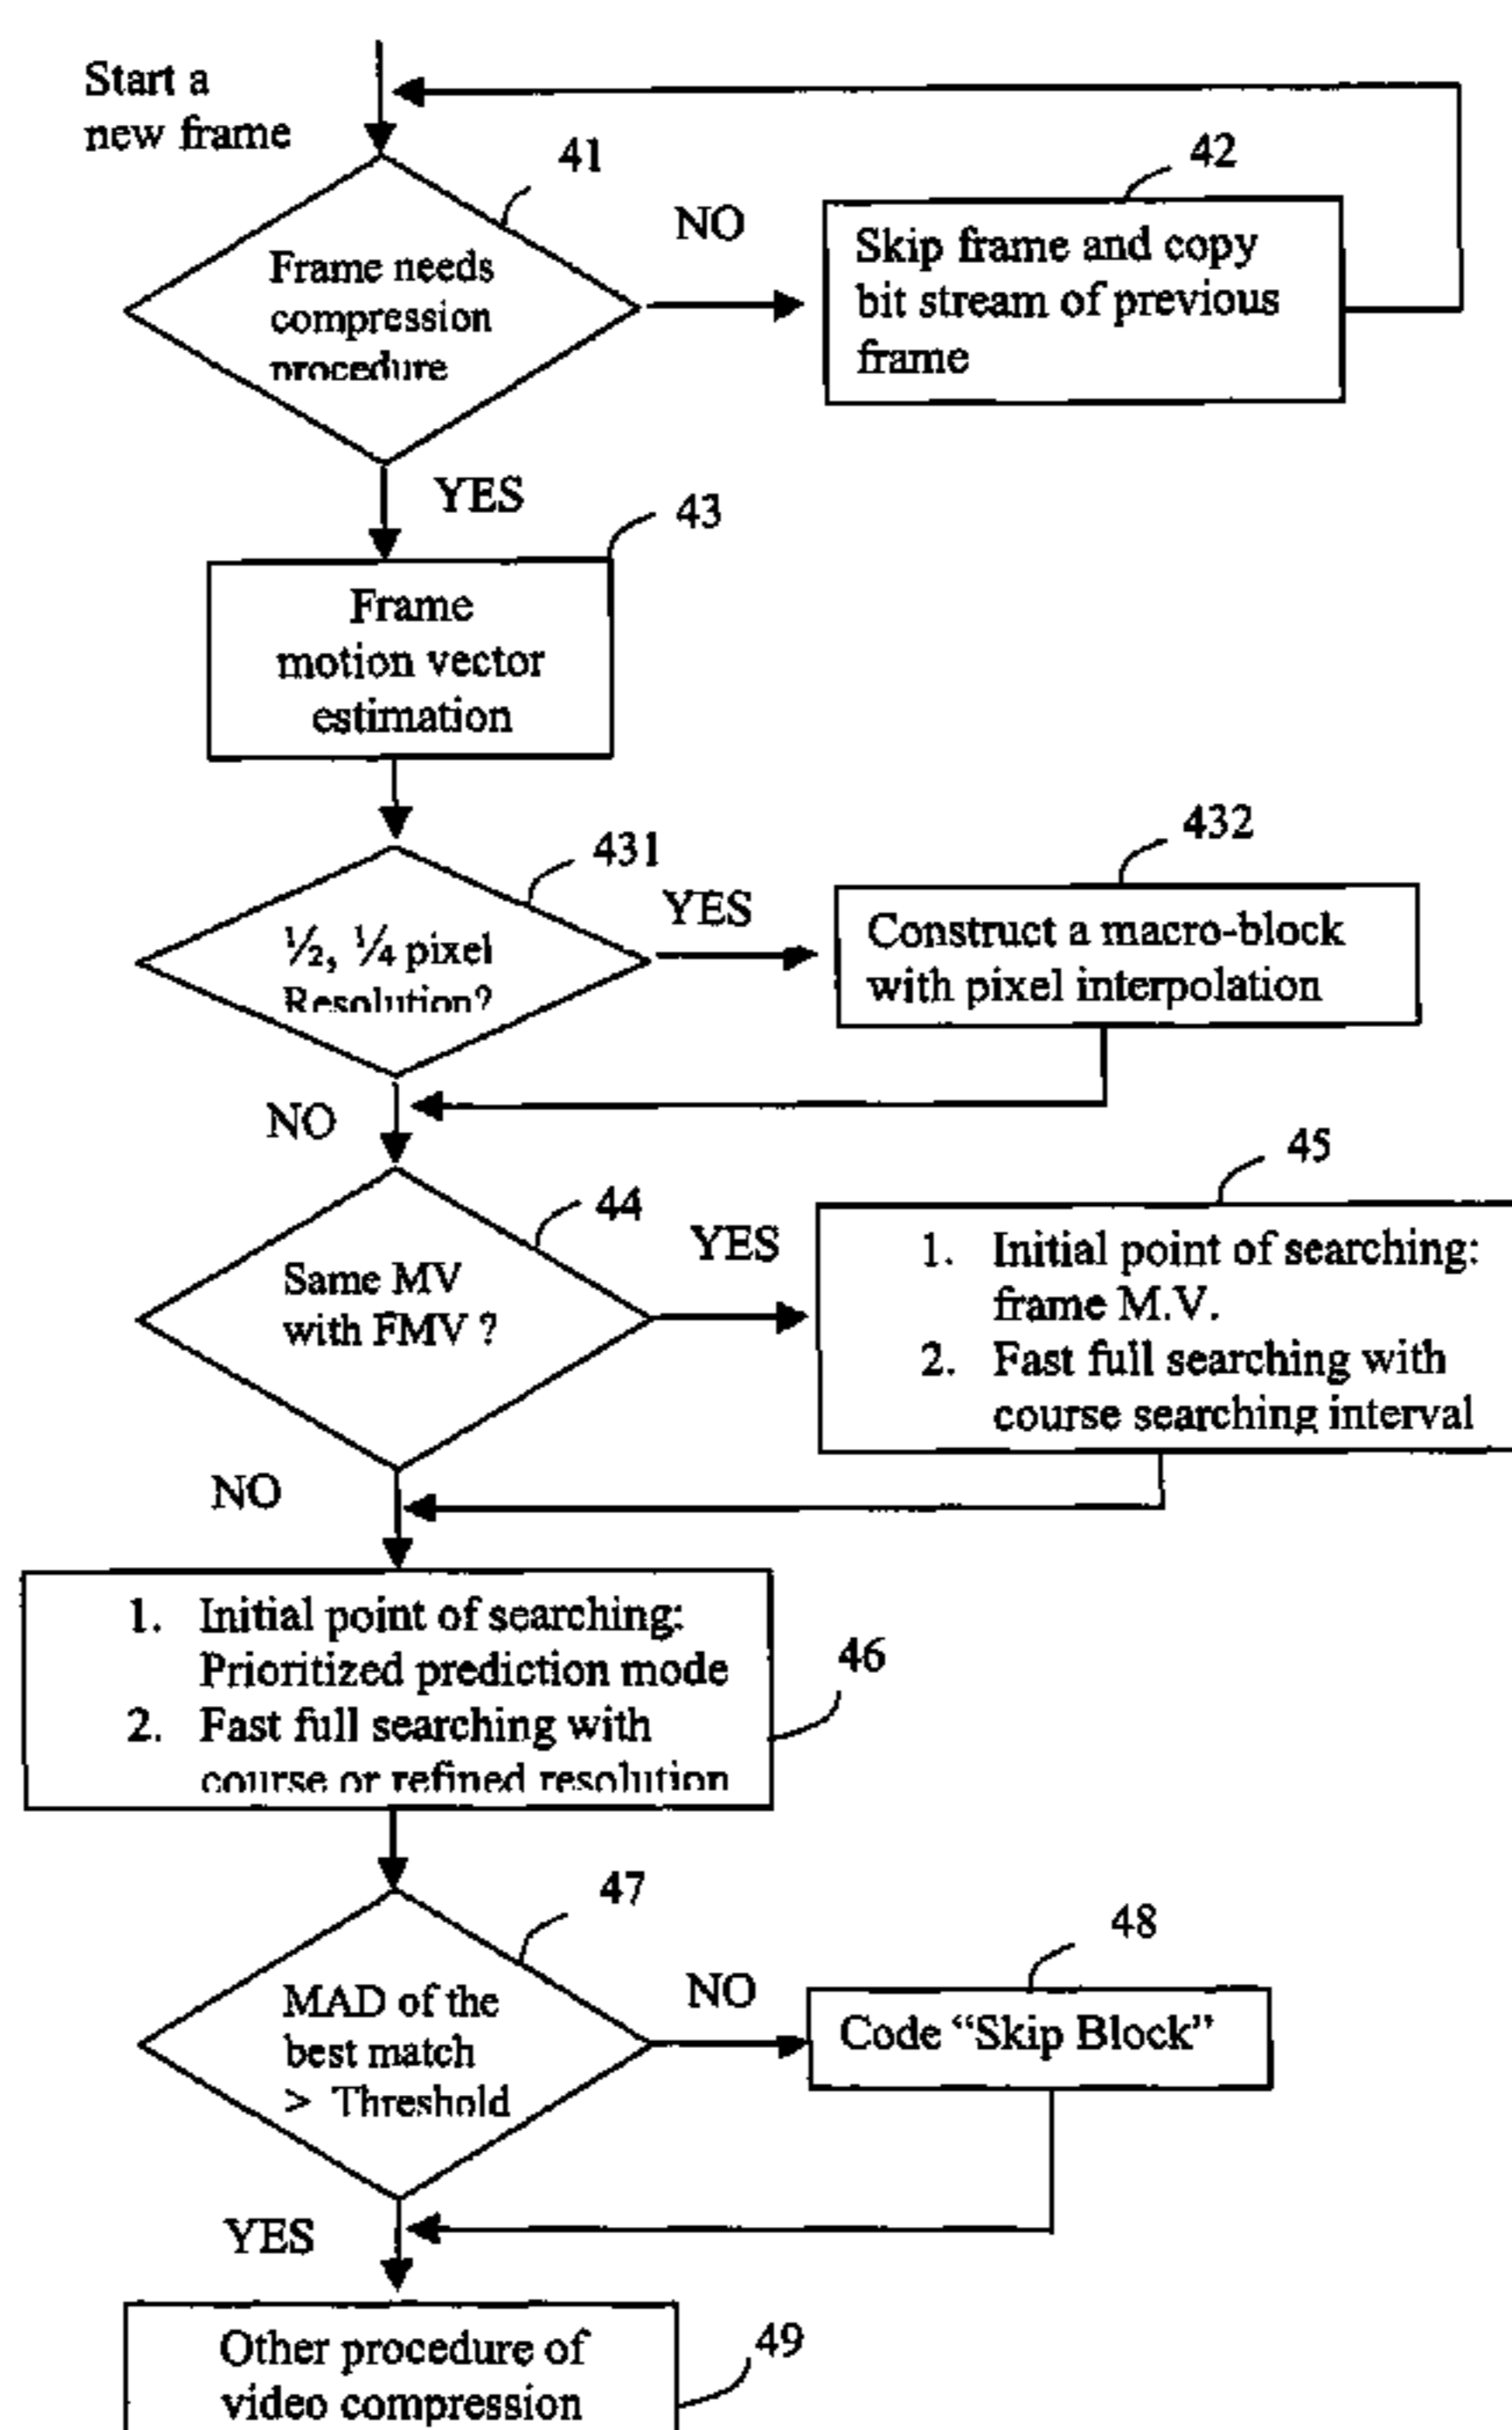 Start a
new frame
41
42
NO
Frame needs
compression
procedure
Skip frame and copy
bit stream of previous
frame
YES
43
Frame
motion vector
estimation
431
432
YES
½, ¼ pixel
Resolution?
Construct a macro-block
with pixel interpolation
NO
45
44
YES
Same MV
with FMV ?
1. Initial point of searching:
frame M.V.
2. Fast full searching with
course searching interval
NO
1. Initial point of searching:
Prioritized prediction mode
2. Fast full searching with
course or refined resolution
46
47
48
NO
MAD of the
best match
> Threshold
Code “Skip Block”
YES
49
Other procedure of
video compression